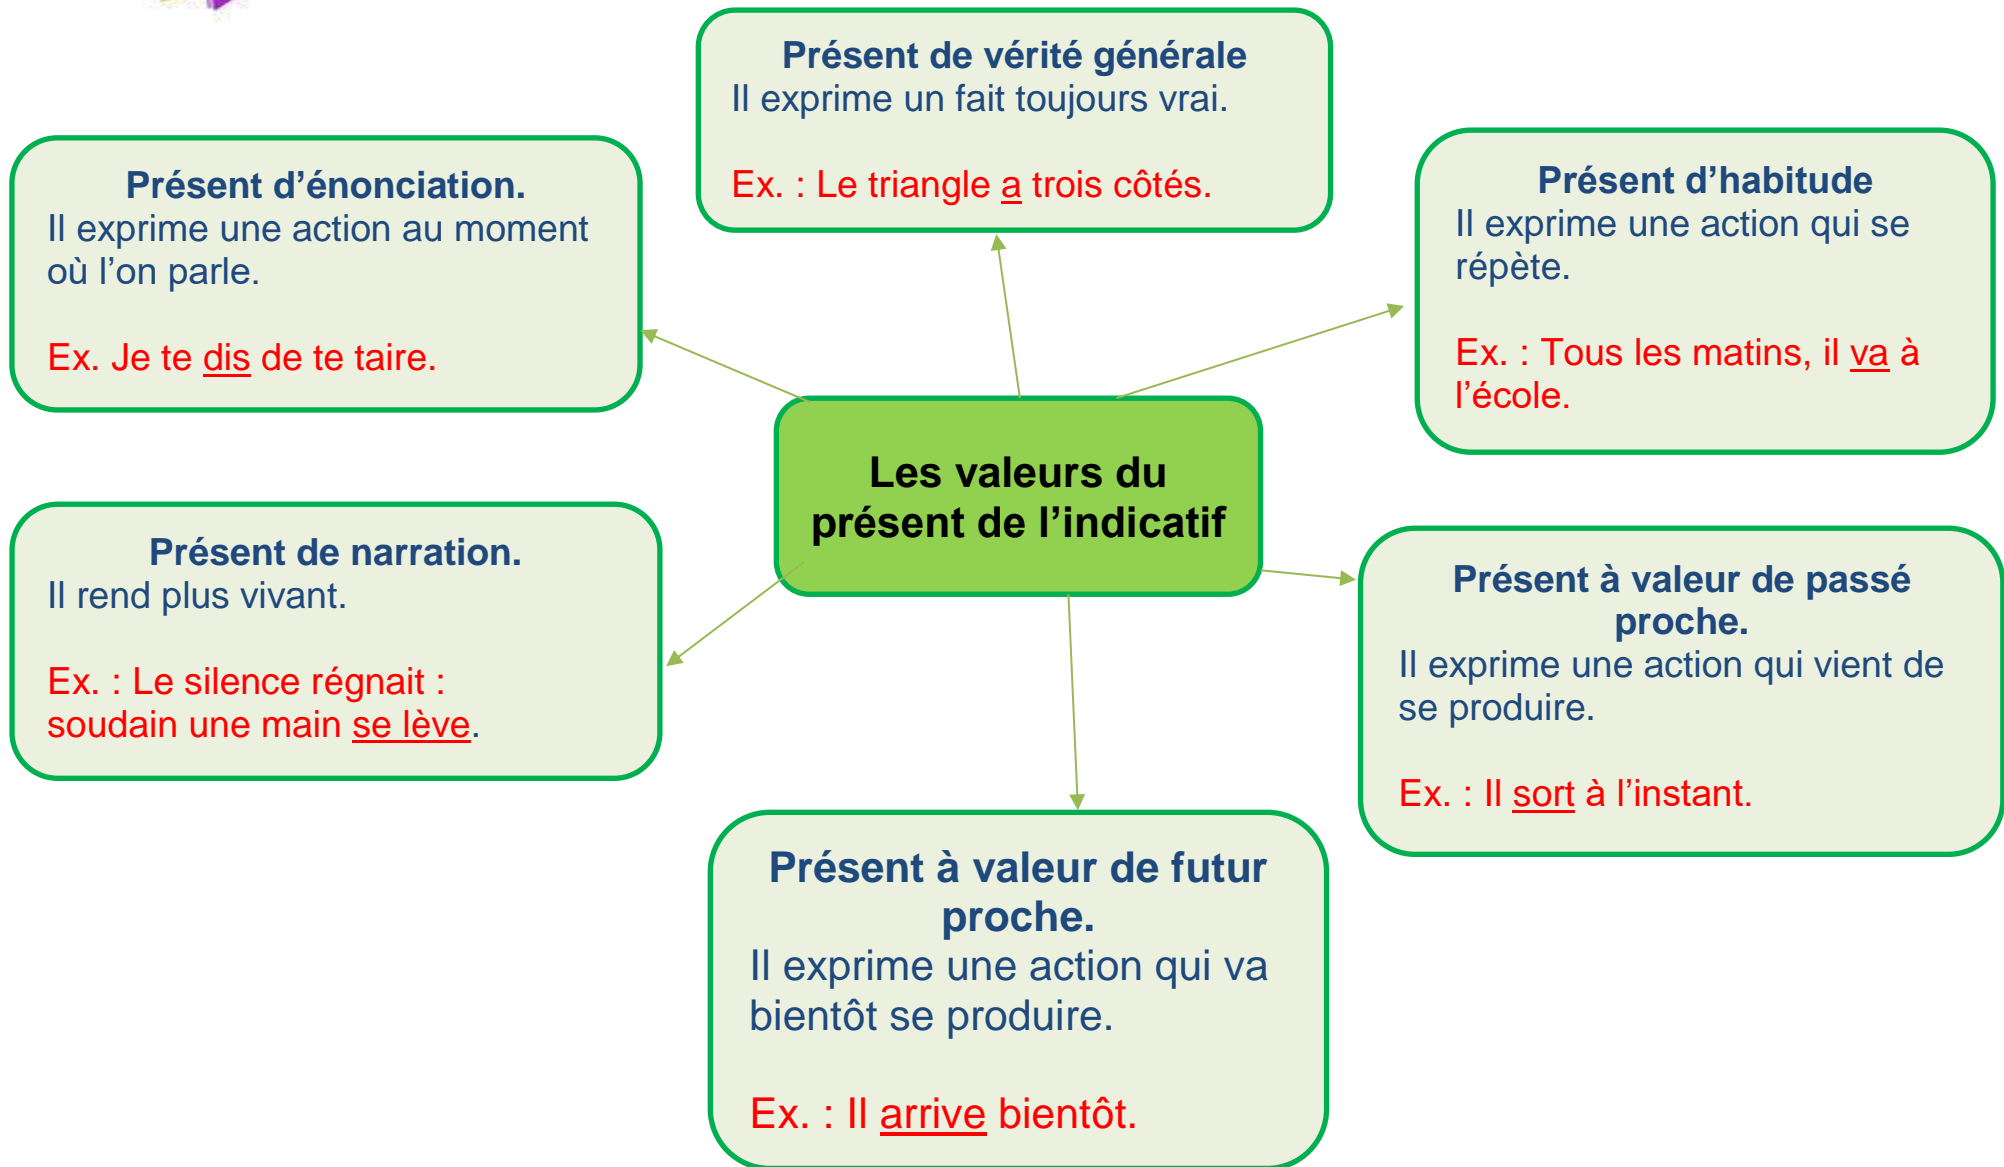 Présent de vérité générale
Il exprime un fait toujours vrai.
Ex. : Le triangle a trois côtés.
Présent d’énonciation.
Il exprime une action au moment
où l’on parle.
Ex. Je te dis de te taire.
Présent d’habitude
Il exprime une action qui se
répète.
Ex. : Tous les matins, il va à
l’école.
Les valeurs du
présent de l’indicatif
Présent de narration.
Il rend plus vivant.
Ex. : Le silence régnait :
soudain une main se lève.
Présent à valeur de passé
proche.
Il exprime une action qui vient de
se produire.
Ex. : Il sort à l’instant.
Présent à valeur de futur
proche.
Il exprime une action qui va
bientôt se produire.
Ex. : Il arrive bientôt.